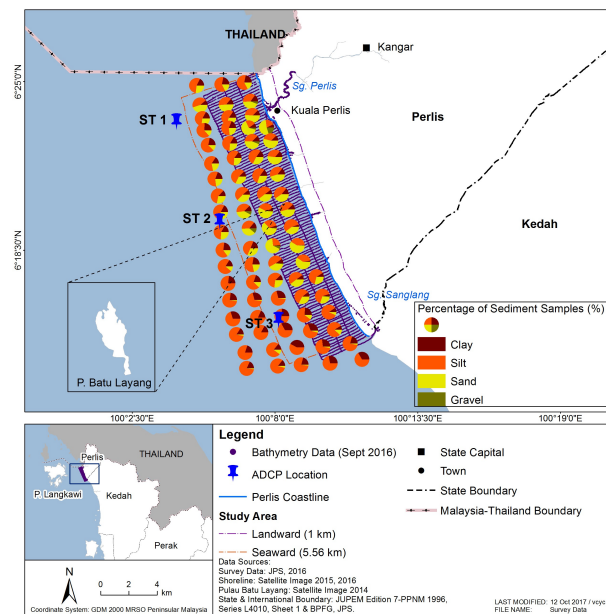 THAILAND
Kangar
6°25'0"N
Sg. Perlis
Kuala Perlis
ST 1
Perlis
ST 2
Kedah
6°18'30"N
Sg. Sanglang
ST 3
P. Batu Layang
Percentage of Sediment Samples (%)
Clay
Silt
Sand
Gravel
100°2'30"E
100°8'0"E
100°13'30"E
100°19'0"E
Perlis
THAILAND
P. Langkawi
Kedah
Perak
N
0 2 4
km
Coordinate System: GDM 2000 MRSO Peninsular Malaysia
Legend
Bathymetry Data (Sept 2016)
ADCP Location
Perlis Coastline
Study Area
Landward (1 km)
Seaward (5.56 km)
State Capital
Town
State Boundary
Malaysia-Thailand Boundary
Data Sources:
Survey Data: JPS, 2016
Shoreline: Satellite Image 2015, 2016
Pulau Batu Layang: Satellite Image 2014
State & International Boundary: JUPEM Edition 7-PPNM 1996,
Series L4010, Sheet 1 & BPFG, JPS.
LAST MODIFIED: 12 Oct 2017 / vcyc
FILE NAME: Survey Data